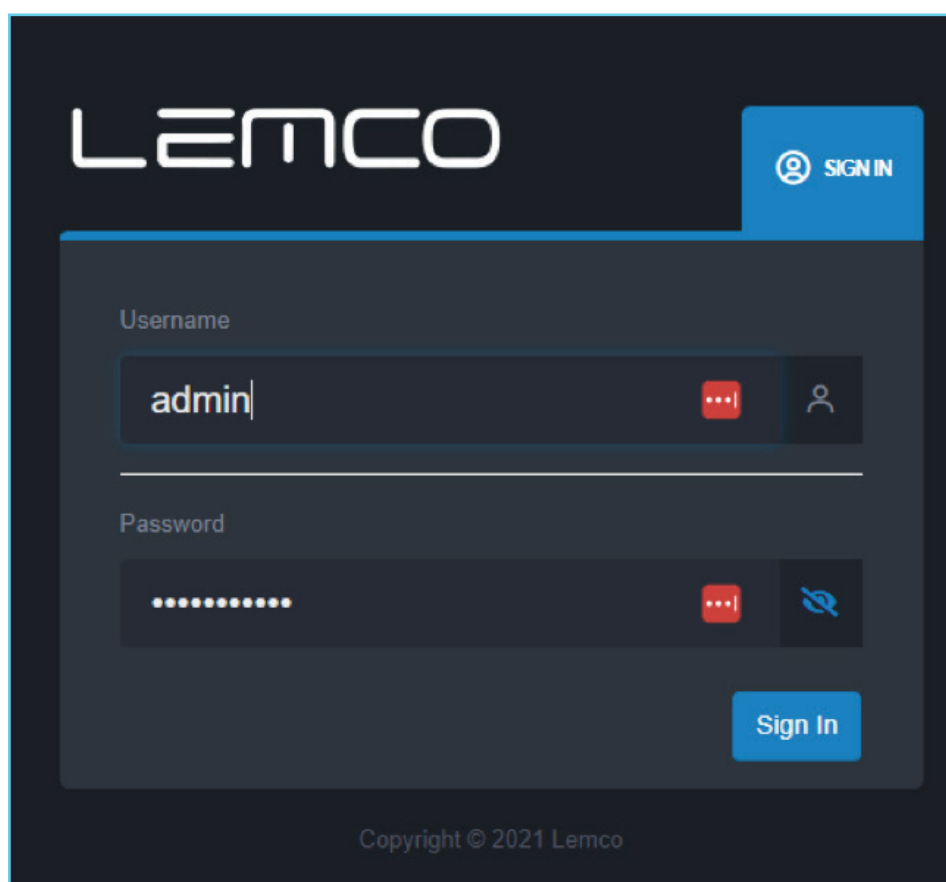 LEMCO
SIGN IN
Username
admin
Password
•••••••••••
Sign In
Copyright © 2021 Lemco